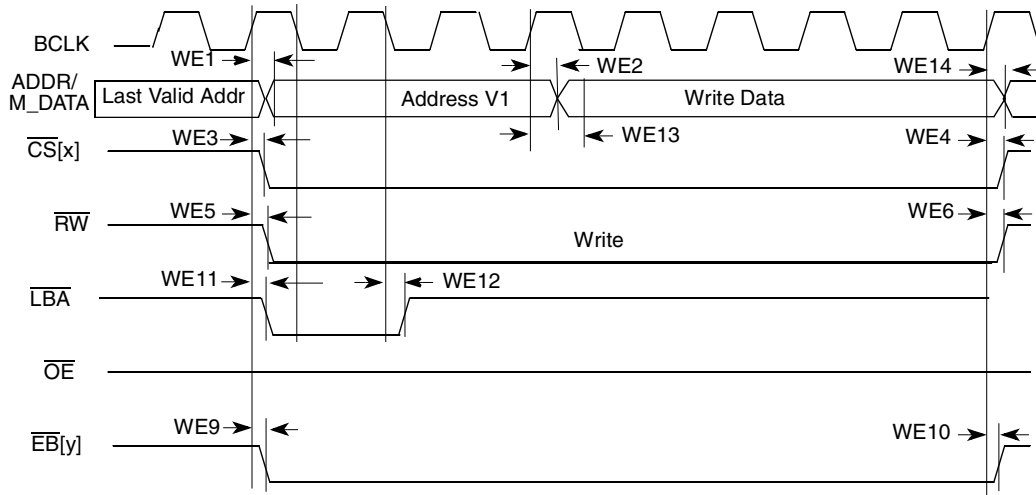 BCLK
WE1
WE2
WE14
ADDR/
M_DATA
Last Valid Addr
Address V1
Write Data
WE3
WE13
WE4
CS[x]
WE5
WE6
RW
Write
WE11
WE12
LBA
OE
WE9
WE10
EB[y]